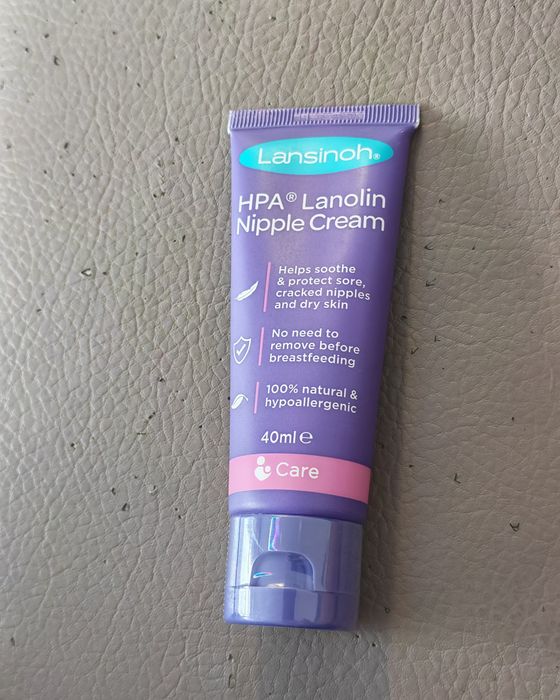 Lansinoh®
HPA® Lanolin
Nipple Cream
Helps soothe
& protect sore,
cracked nipples
and dry skin
No need to
remove before
breastfeeding
100% natural &
hypoallergenic
40ml ℮
Care